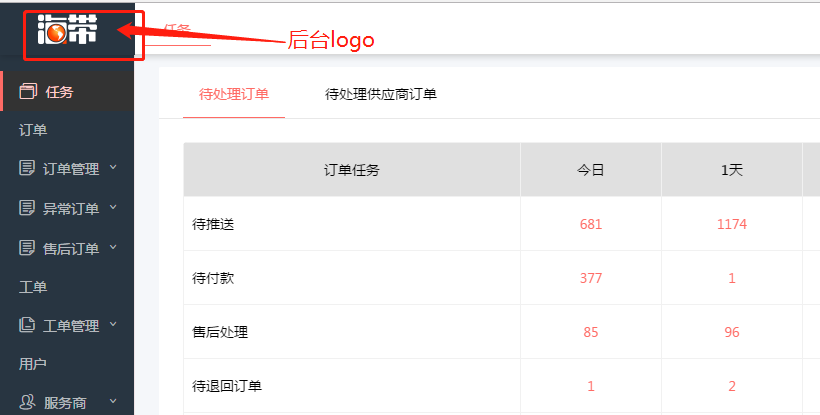 海带
任务
后台logo
任务
订单
订单管理
异常订单
售后订单
工单
工单管理
用户
服务商
待处理订单 待处理供应商订单
订单任务 今日 1天
待推送 681 1174
待付款 377 1
售后处理 85 96
待退回订单 1 2